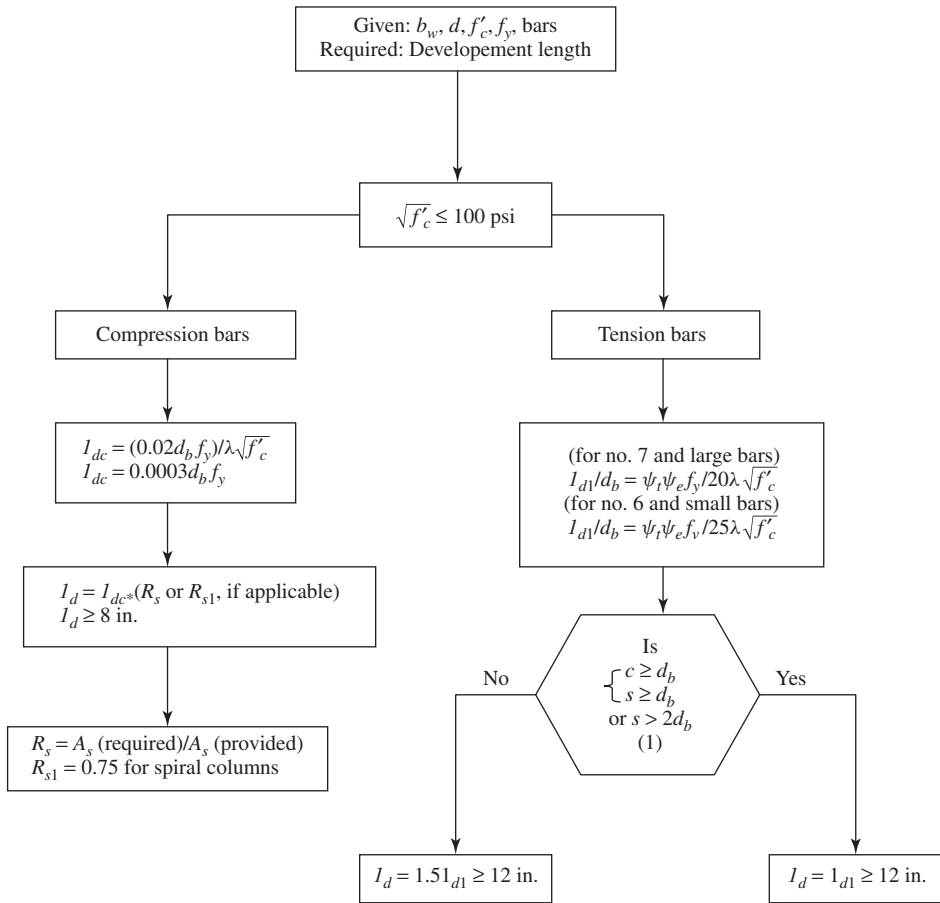 Given: b_w, d, f′_c, f_y, bars
Required: Developement length
√f′_c ≤ 100 psi
Compression bars
Tension bars
l_dc = (0.02d_b f_y)/λ√f′_c
l_dc = 0.0003d_b f_y
(for no. 7 and large bars)
l_d1/d_b = ψ_t ψ_e f_y/20λ√f′_c
(for no. 6 and small bars)
l_d1/d_b = ψ_t ψ_e f_v/25λ√f′_c
l_d = l_dc*(R_s or R_s1, if applicable)
l_d ≥ 8 in.
Is
c ≥ d_b
s ≥ d_b
or s > 2d_b
(1)
No
Yes
R_s = A_s (required)/A_s (provided)
R_s1 = 0.75 for spiral columns
l_d = 1.51_d1 ≥ 12 in.
l_d = 1_d1 ≥ 12 in.